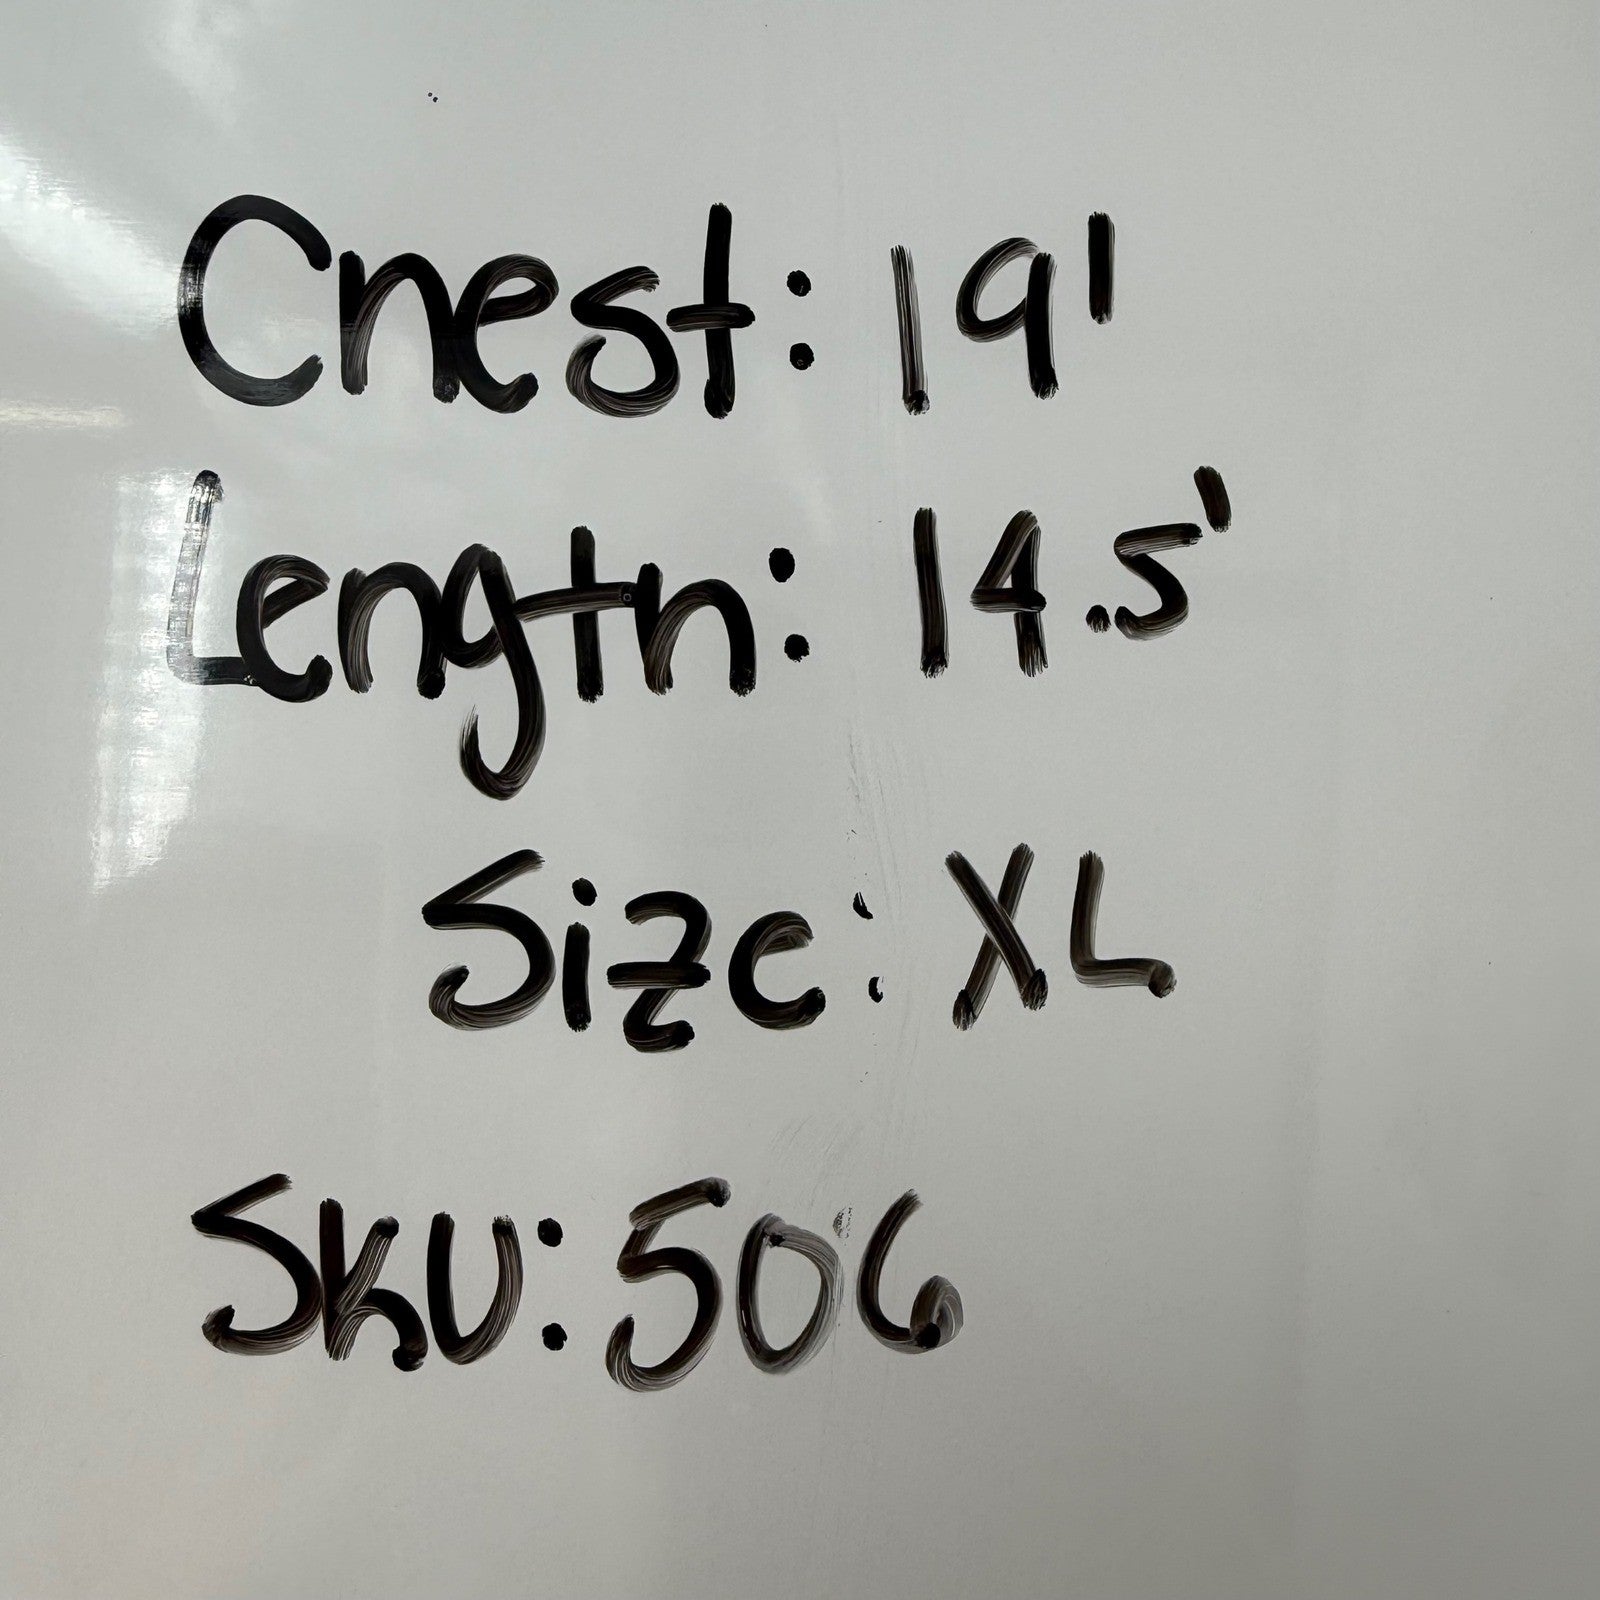 Chest: 19'
Length: 14.5'
Size: XL
SKU: 506